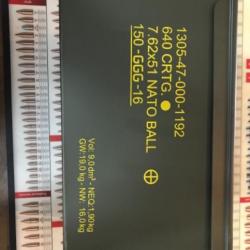 1305-47-000-1192
640 CRTG.
7.62x51 NATO BALL
150 -GGG -16
Vol: 9.0dm³ - NEQ:1,90kg
GW:19.0 kg - NW: 16,0kg